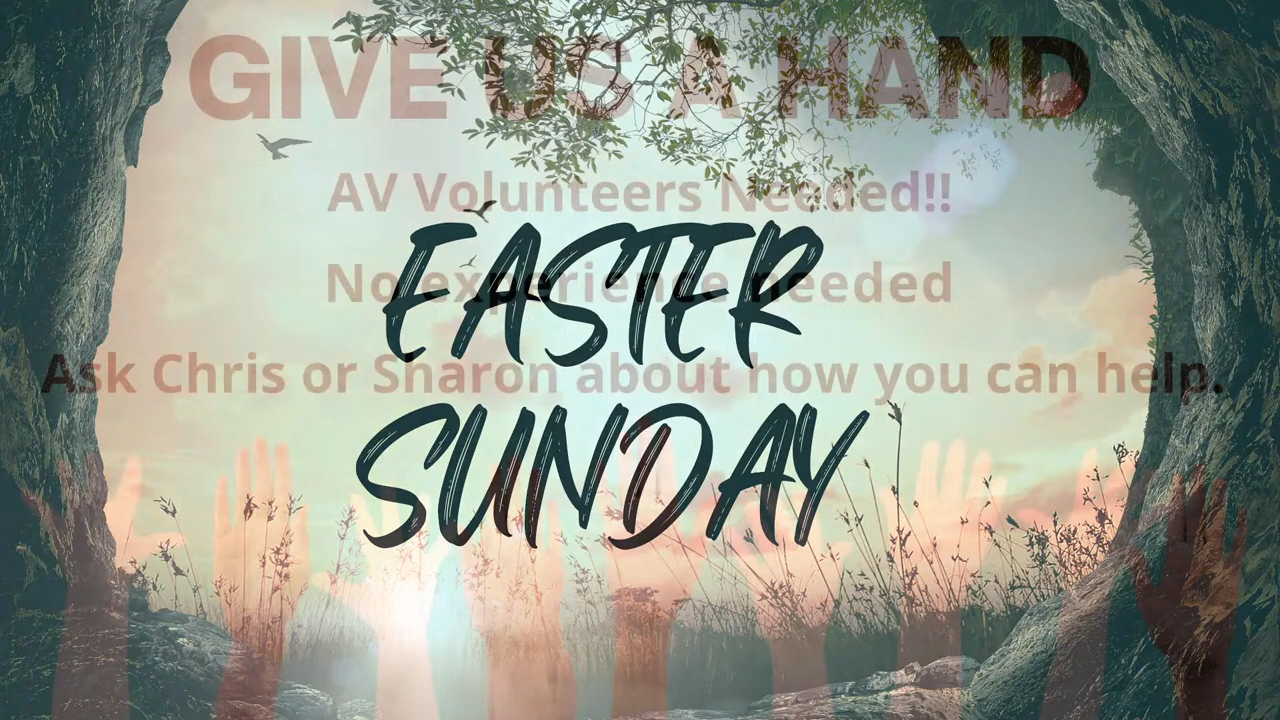 GIVE US A HAND
AV Volunteers Needed!!
No experience needed
EASTER
Ask Chris or Sharon about how you can help.
SUNDAY